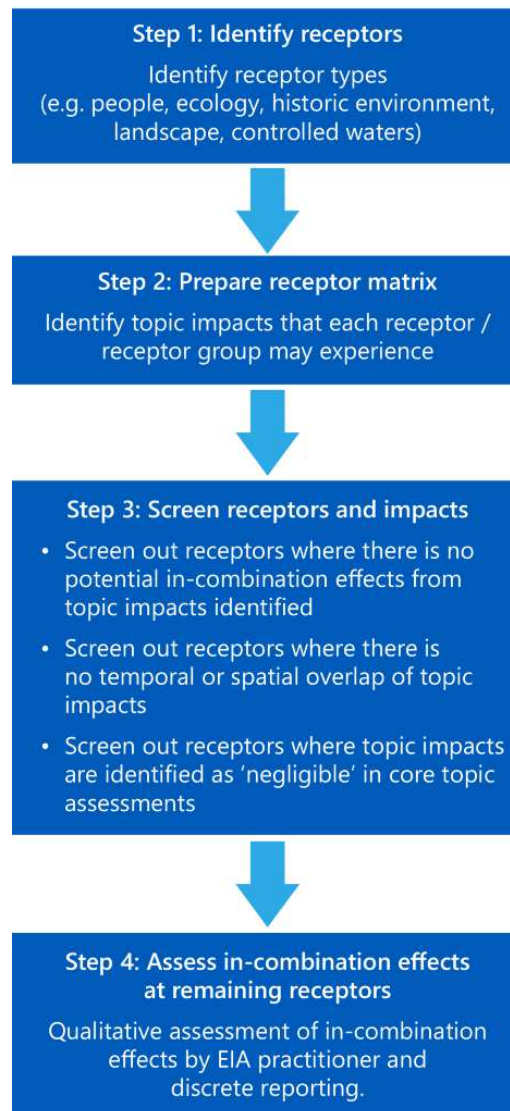 Step 1: Identify receptors
Identify receptor types
(e.g. people, ecology, historic environment,
landscape, controlled waters)
Step 2: Prepare receptor matrix
Identify topic impacts that each receptor /
receptor group may experience
Step 3: Screen receptors and impacts
• Screen out receptors where there is no
potential in-combination effects from
topic impacts identified
• Screen out receptors where there is
no temporal or spatial overlap of topic
impacts
• Screen out receptors where topic impacts
are identified as ‘negligible’ in core topic
assessments
Step 4: Assess in-combination effects
at remaining receptors
Qualitative assessment of in-combination
effects by EIA practitioner and
discrete reporting.